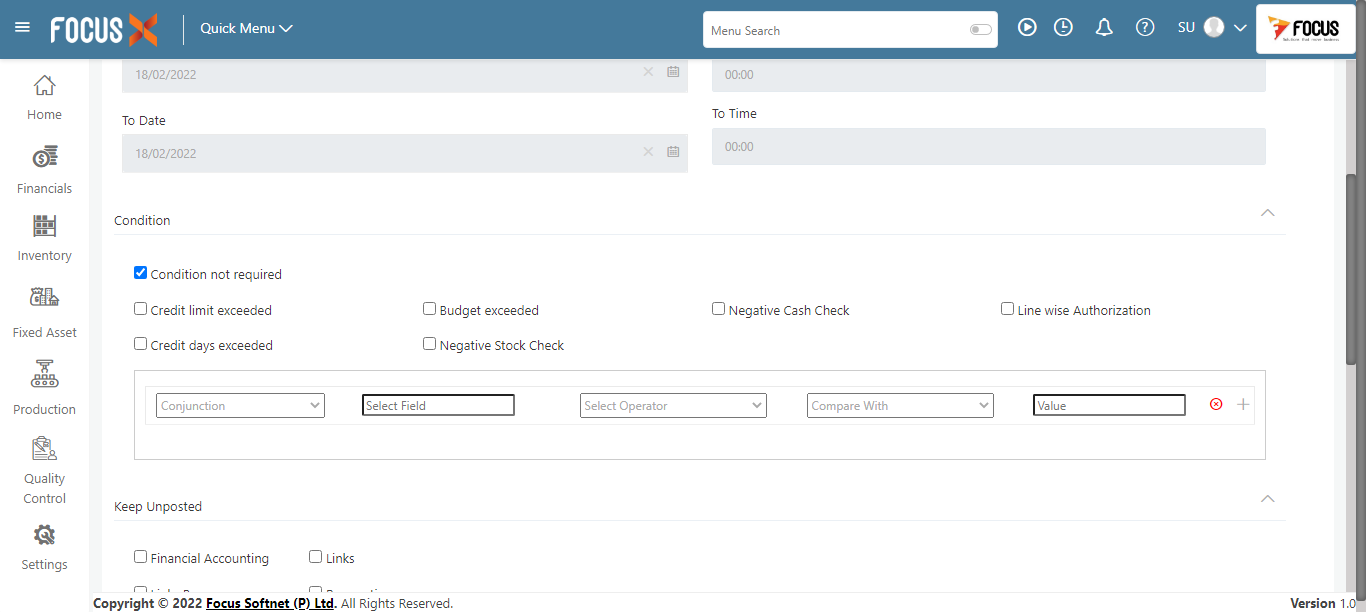 FOCUS X
Quick Menu
Menu Search
SU
FOCUS
18/02/2022
00:00
Home
To Date
To Time
18/02/2022
00:00
Financials
Condition
Inventory
Condition not required
Credit limit exceeded
Budget exceeded
Negative Cash Check
Line wise Authorization
Fixed Asset
Credit days exceeded
Negative Stock Check
Conjunction
Select Field
Select Operator
Compare With
Value
Production
Quality
Control
Keep Unposted
Financial Accounting
Links
Settings
Copyright © 2022 Focus Softnet (P) Ltd. All Rights Reserved.
Version 1.0